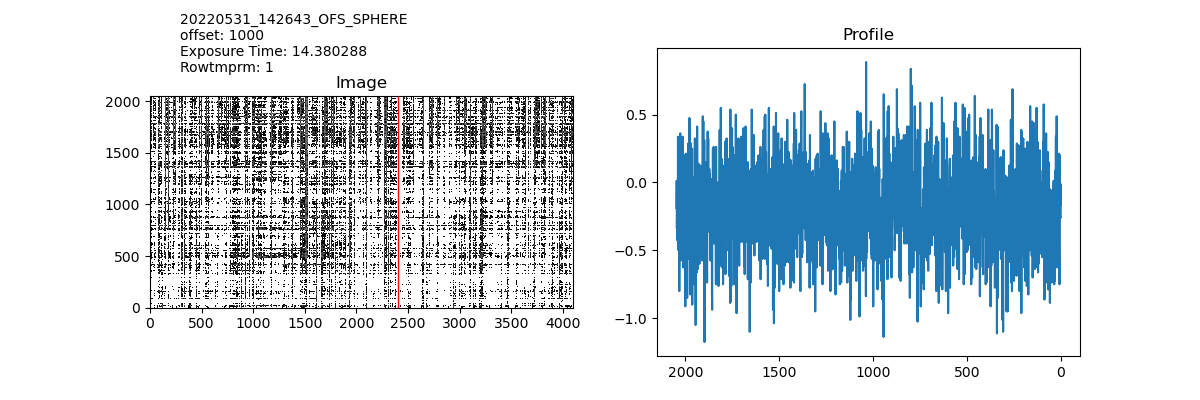 20220531_142643_OFS_SPHERE
offset: 1000
Exposure Time: 14.380288
Rowtmprm: 1
Image
2000
1500
1000
500
0
0 500 1000 1500 2000 2500 3000 3500 4000
Profile
0.5
0.0
−0.5
−1.0
2000 1500 1000 500 0